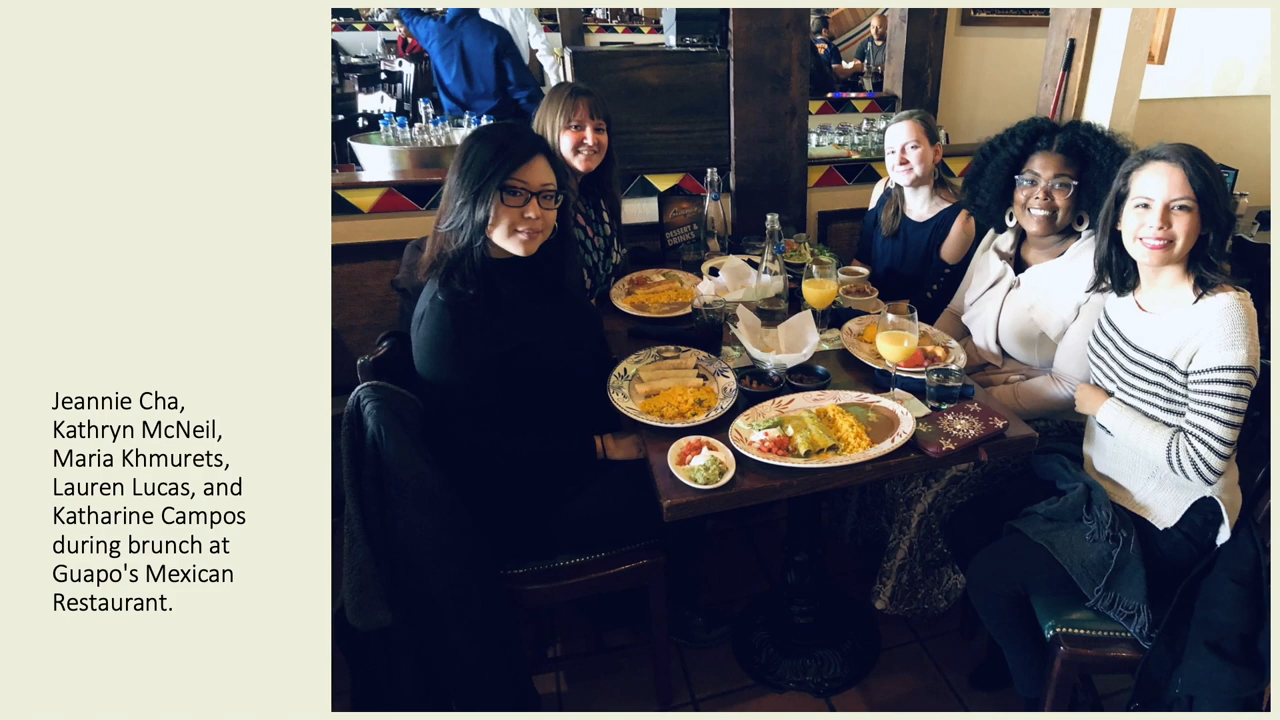 Jeannie Cha,
Kathryn McNeil,
Maria Khmurets,
Lauren Lucas, and
Katharine Campos
during brunch at
Guapo's Mexican
Restaurant.
DESSERT &
DRINKS